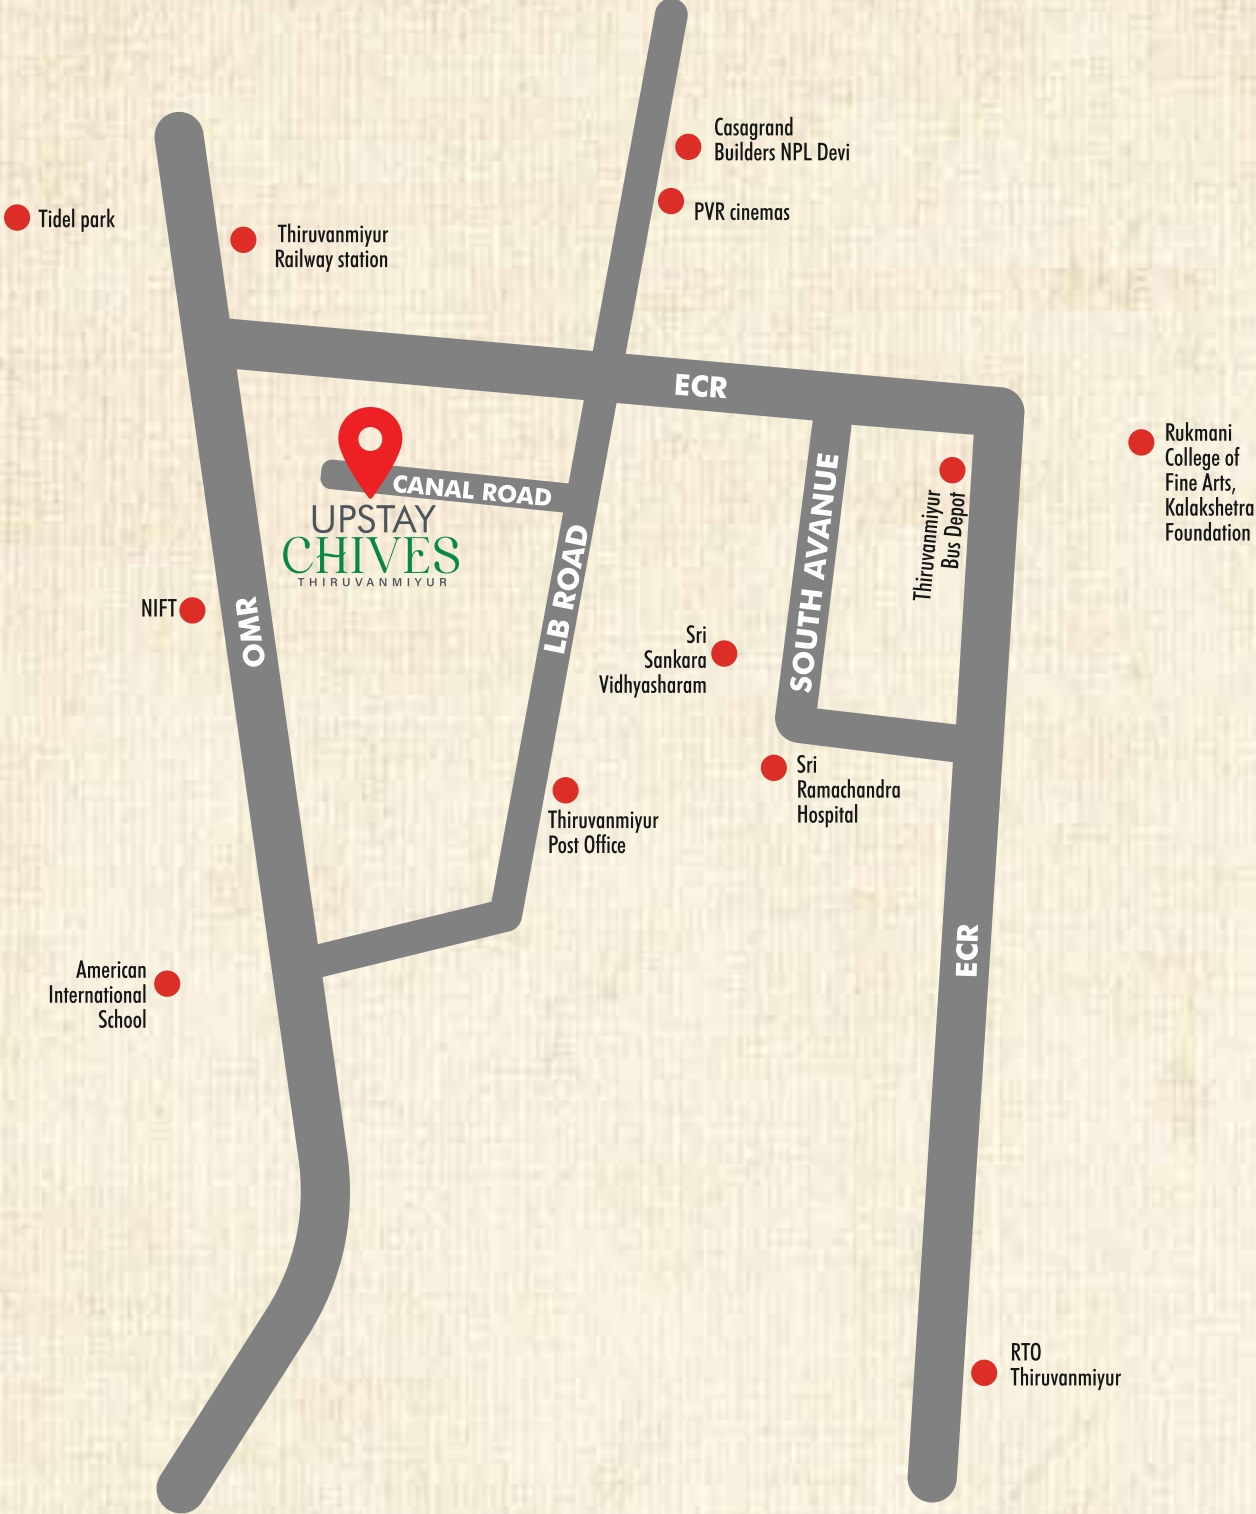 Casagrand
Builders NPL Devi
PVR cinemas
Tidel park
Thiruvanmiyur
Railway station
ECR
Rukmani
College of
Fine Arts,
Kalakshetra
Foundation
CANAL ROAD
UPSTAY
CHIVES
THIRUVANMIYUR
SOUTH AVANUE
Thiruvanmiyur
Bus Depot
LB ROAD
NIFT
OMR
Sri
Sankara
Vidhyasharam
Sri
Ramachandra
Hospital
Thiruvanmiyur
Post Office
ECR
American
International
School
RTO
Thiruvanmiyur